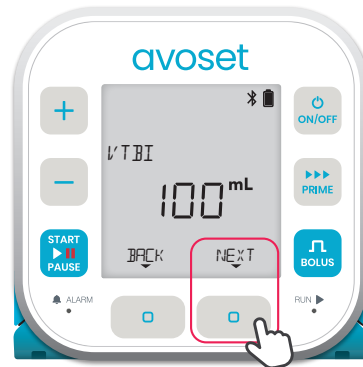 avoset
+
ON/OFF
VTBI
−
PRIME
100 mL
START
PAUSE
BACK
NEXT
BOLUS
ALARM
RUN